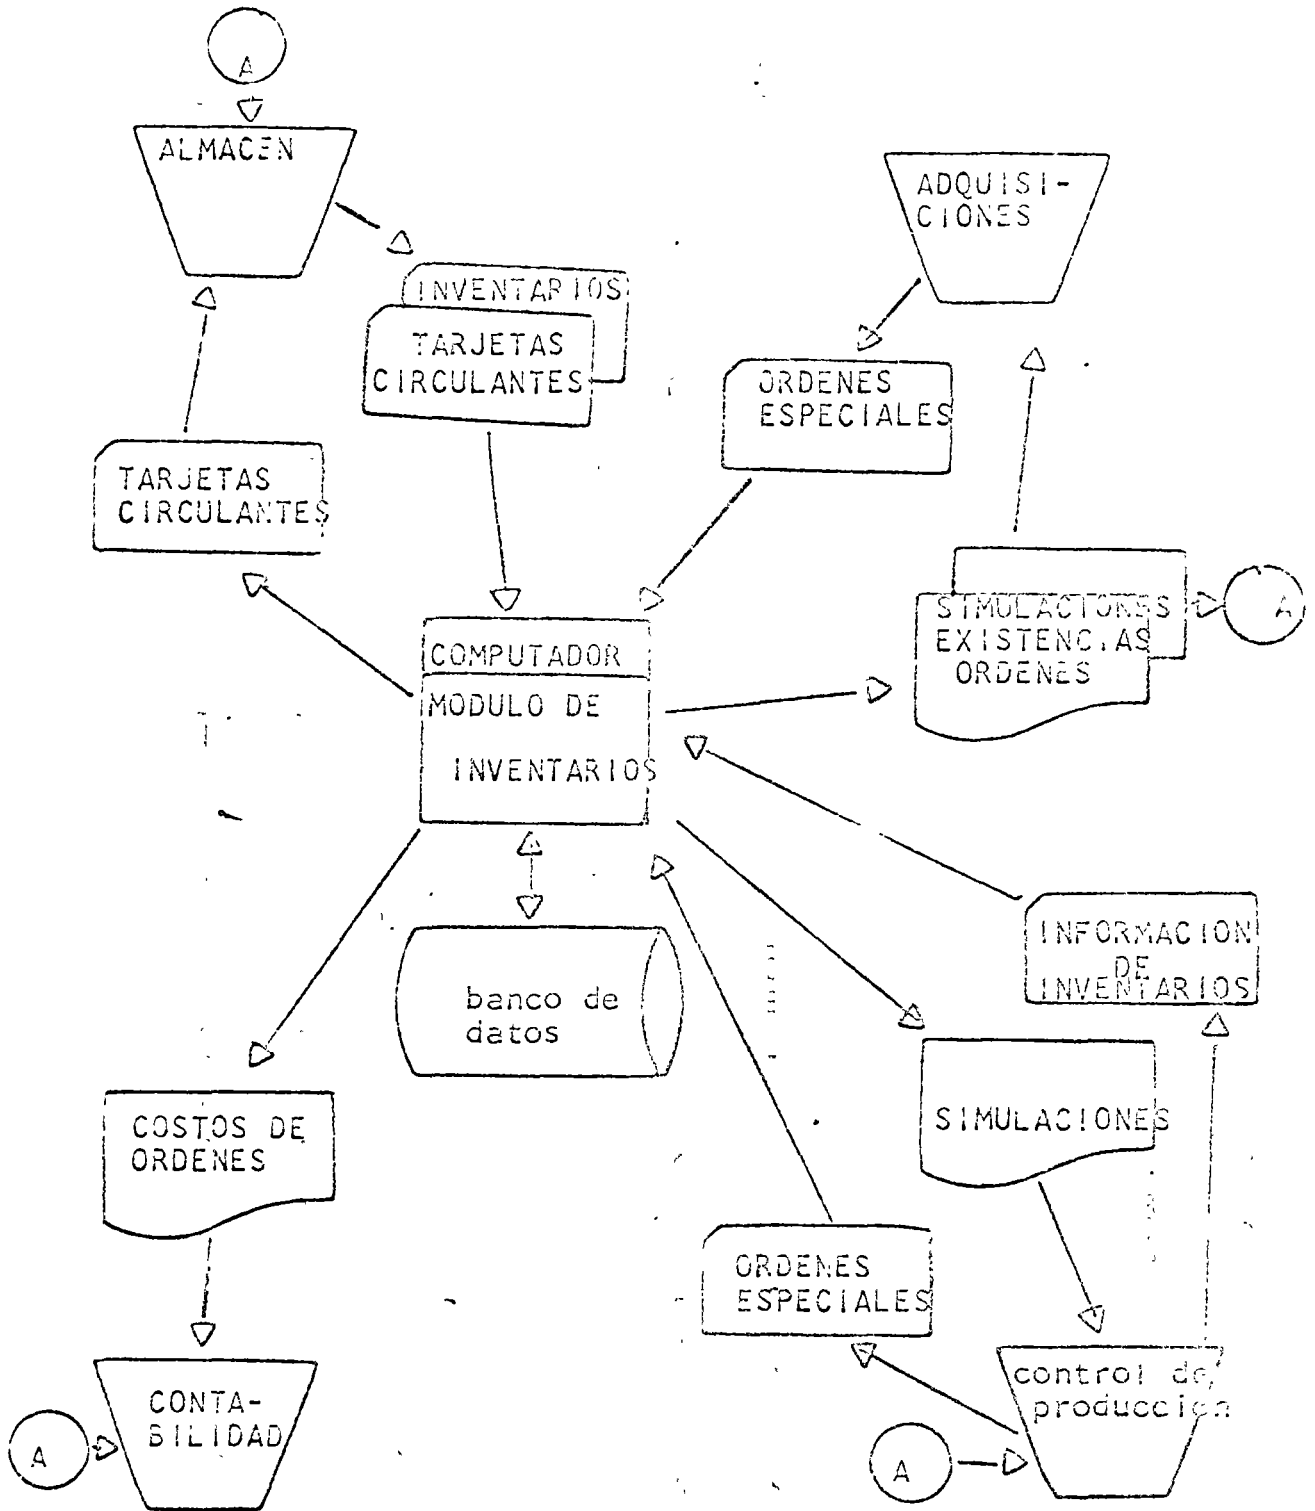 A
ALMACEN
ADQUISI-
CIONES
INVENTARIOS
TARJETAS
CIRCULANTES
ORDENES
ESPECIALES
TARJETAS
CIRCULANTES
SIMULACIONES
EXISTENCIAS
ORDENES
A
COMPUTADOR
MODULO DE
INVENTARIOS
INFORMACION
DE
INVENTARIOS
banco de
datos
COSTOS DE
ORDENES
SIMULACIONES
ORDENES
ESPECIALES
control de
produccion
CONTA-
BILIDAD
A
A